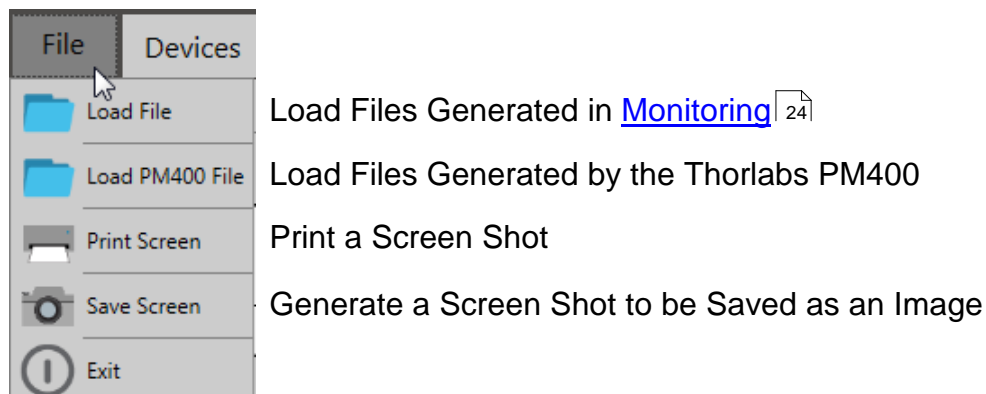 File Devices
Load File Load Files Generated in Monitoring 24
Load PM400 File Load Files Generated by the Thorlabs PM400
Print Screen Print a Screen Shot
Save Screen Generate a Screen Shot to be Saved as an Image
Exit